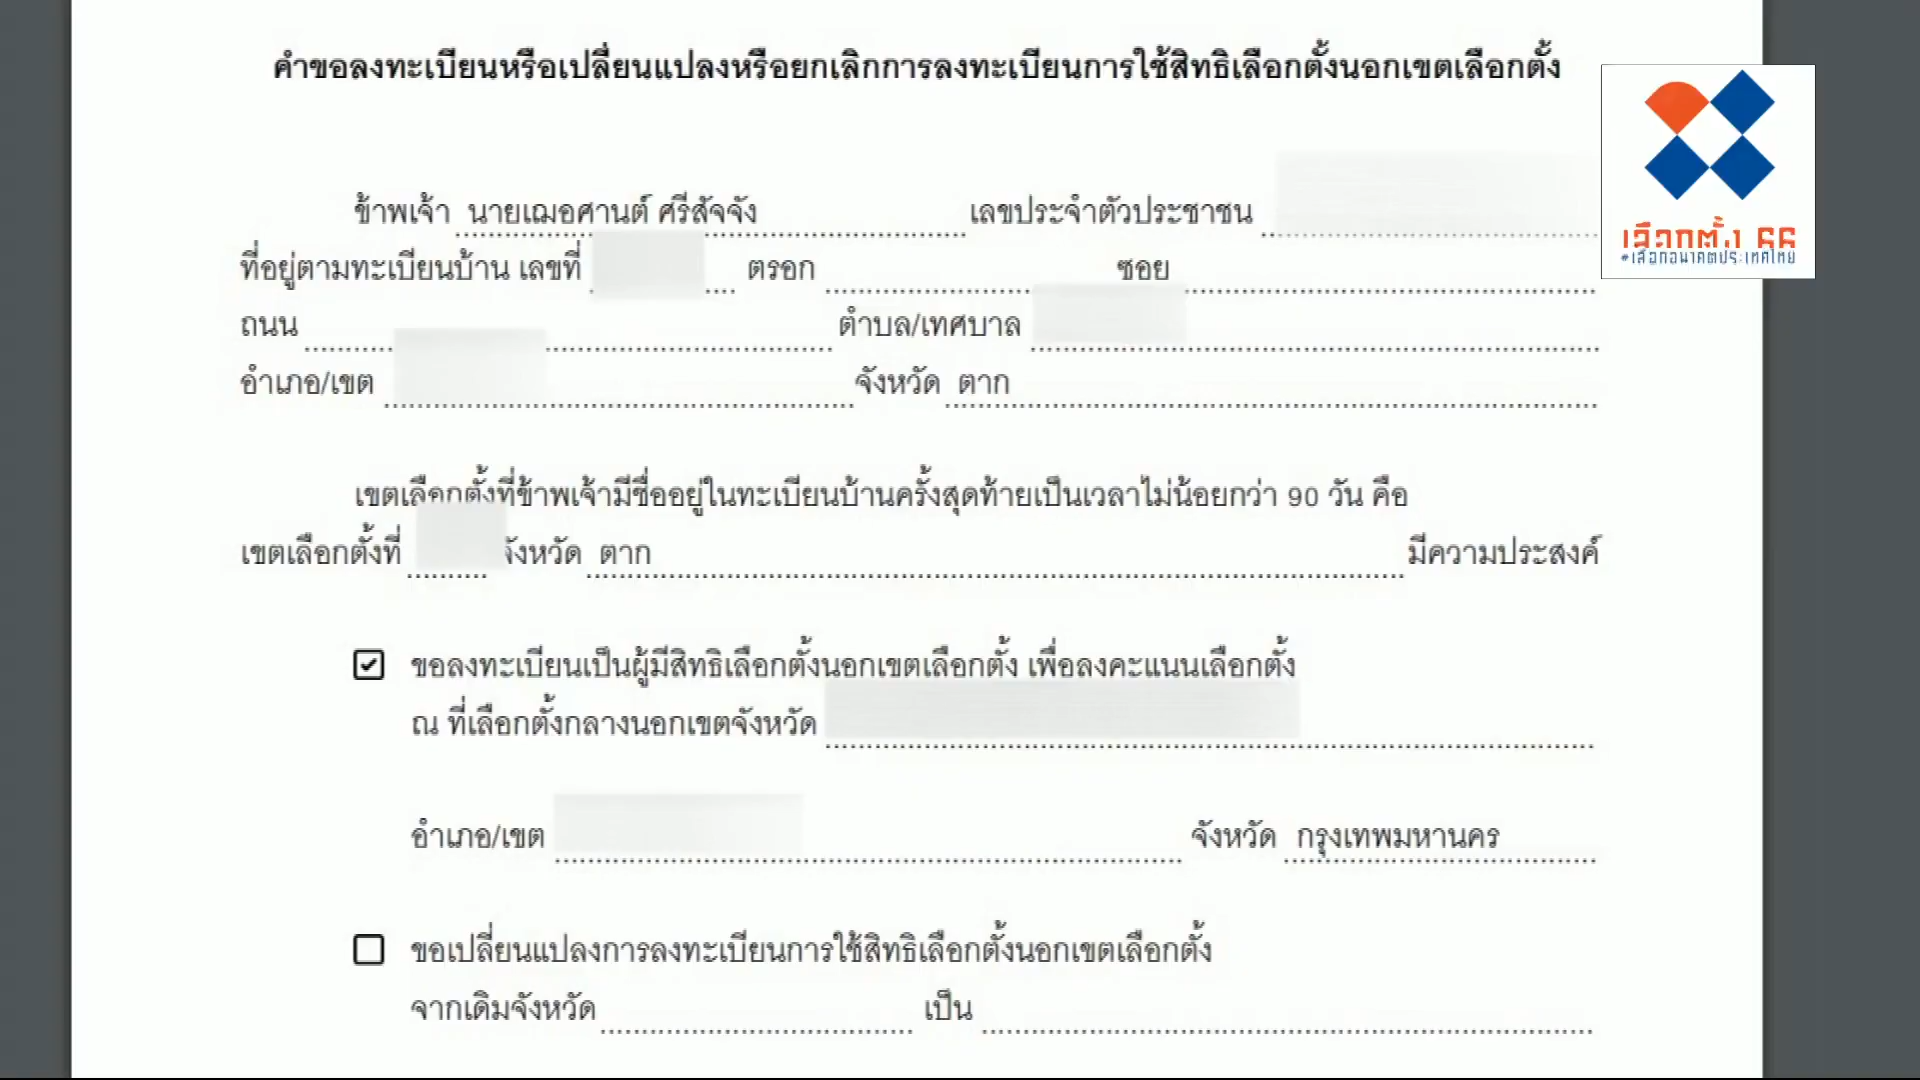 คำขอลงทะเบียนหรือเปลี่ยนแปลงหรือยกเลิกการลงทะเบียนการใช้สิทธิเลือกตั้งนอกเขตเลือกตั้ง
เลือกตั้ง 66
#เลือกอนาคตประเทศไทย
ข้าพเจ้า นายเฌอศานต์ ศรีสัจจัง เลขประจำตัวประชาชน
ที่อยู่ตามทะเบียนบ้าน เลขที่ ตรอก ซอย
ถนน ตำบล/เทศบาล
อำเภอ/เขต จังหวัด ตาก
เขตเลือกตั้งที่ข้าพเจ้ามีชื่ออยู่ในทะเบียนบ้านครั้งสุดท้ายเป็นเวลาไม่น้อยกว่า 90 วัน คือ
เขตเลือกตั้งที่ จังหวัด ตาก มีความประสงค์
ขอลงทะเบียนเป็นผู้มีสิทธิเลือกตั้งนอกเขตเลือกตั้ง เพื่อลงคะแนนเลือกตั้ง
ณ ที่เลือกตั้งกลางนอกเขตจังหวัด
อำเภอ/เขต จังหวัด กรุงเทพมหานคร
ขอเปลี่ยนแปลงการลงทะเบียนการใช้สิทธิเลือกตั้งนอกเขตเลือกตั้ง
จากเดิมจังหวัด เป็น